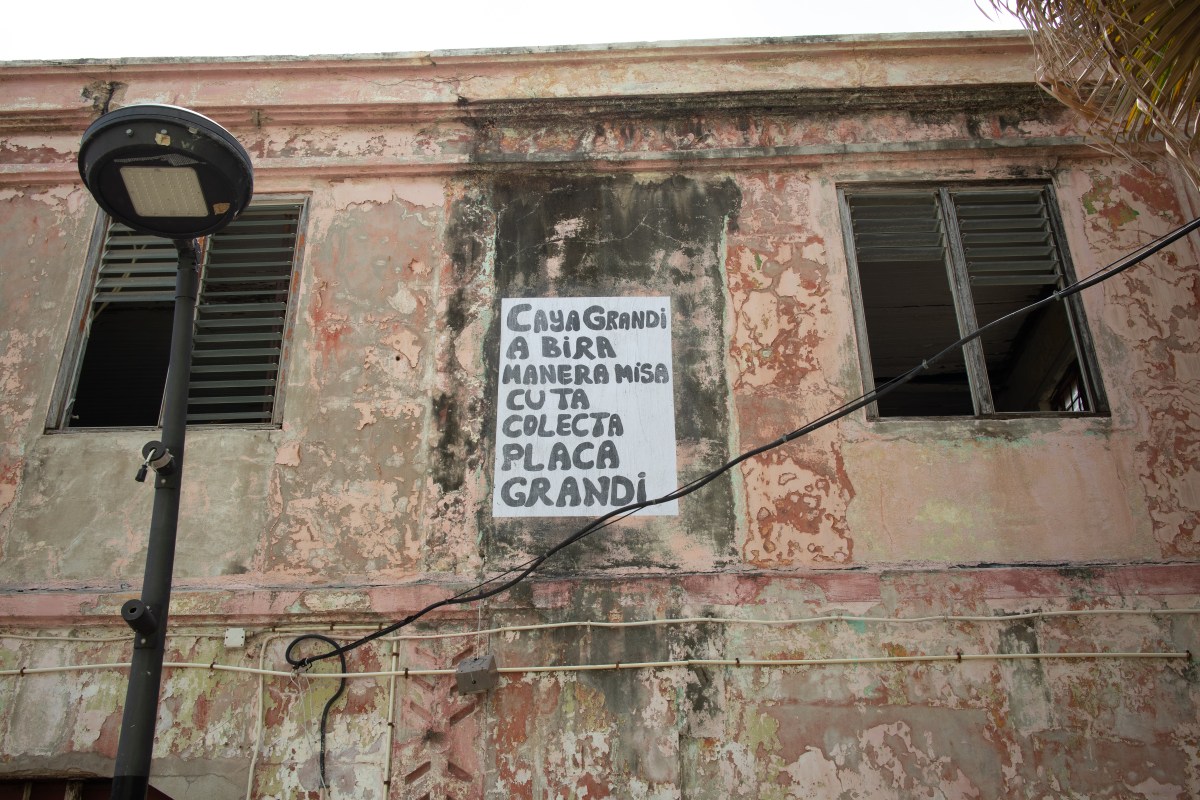 CAYA GRANDi
A BiRA
MANERA MiSA
CU TA
COLECTA
PLACA
GRANDi